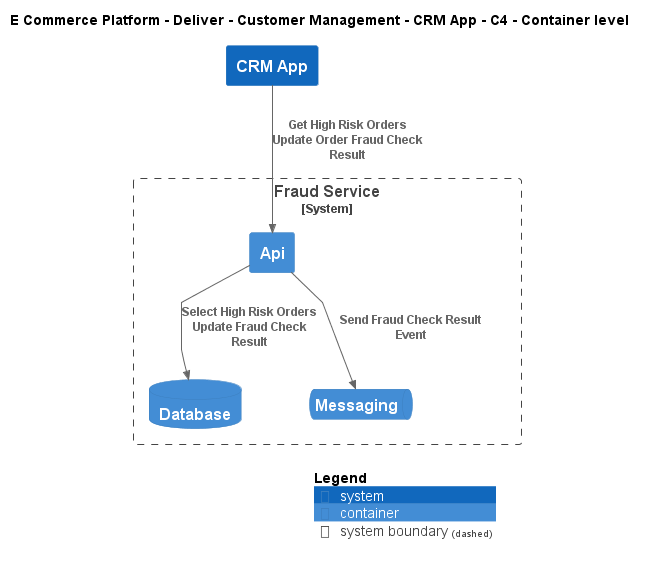 E Commerce Platform - Deliver - Customer Management - CRM App - C4 - Container level
CRM App
Get High Risk Orders
Update Order Fraud Check
Result
Fraud Service
[System]
Api
Select High Risk Orders
Update Fraud Check
Result
Send Fraud Check Result
Event
Database
Messaging
Legend
system
container
system boundary (dashed)